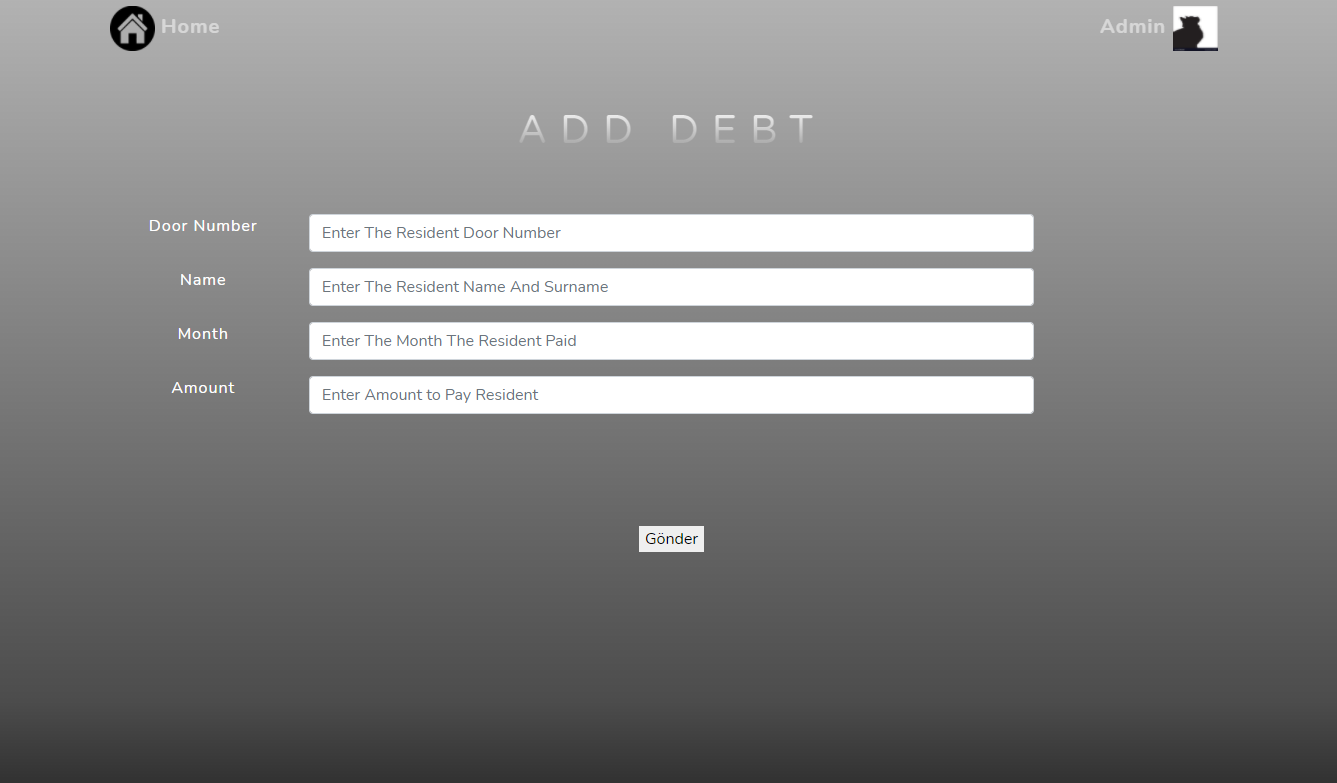 Home
Admin
ADD DEBT
Door Number
Enter The Resident Door Number
Name
Enter The Resident Name And Surname
Month
Enter The Month The Resident Paid
Amount
Enter Amount to Pay Resident
Gönder